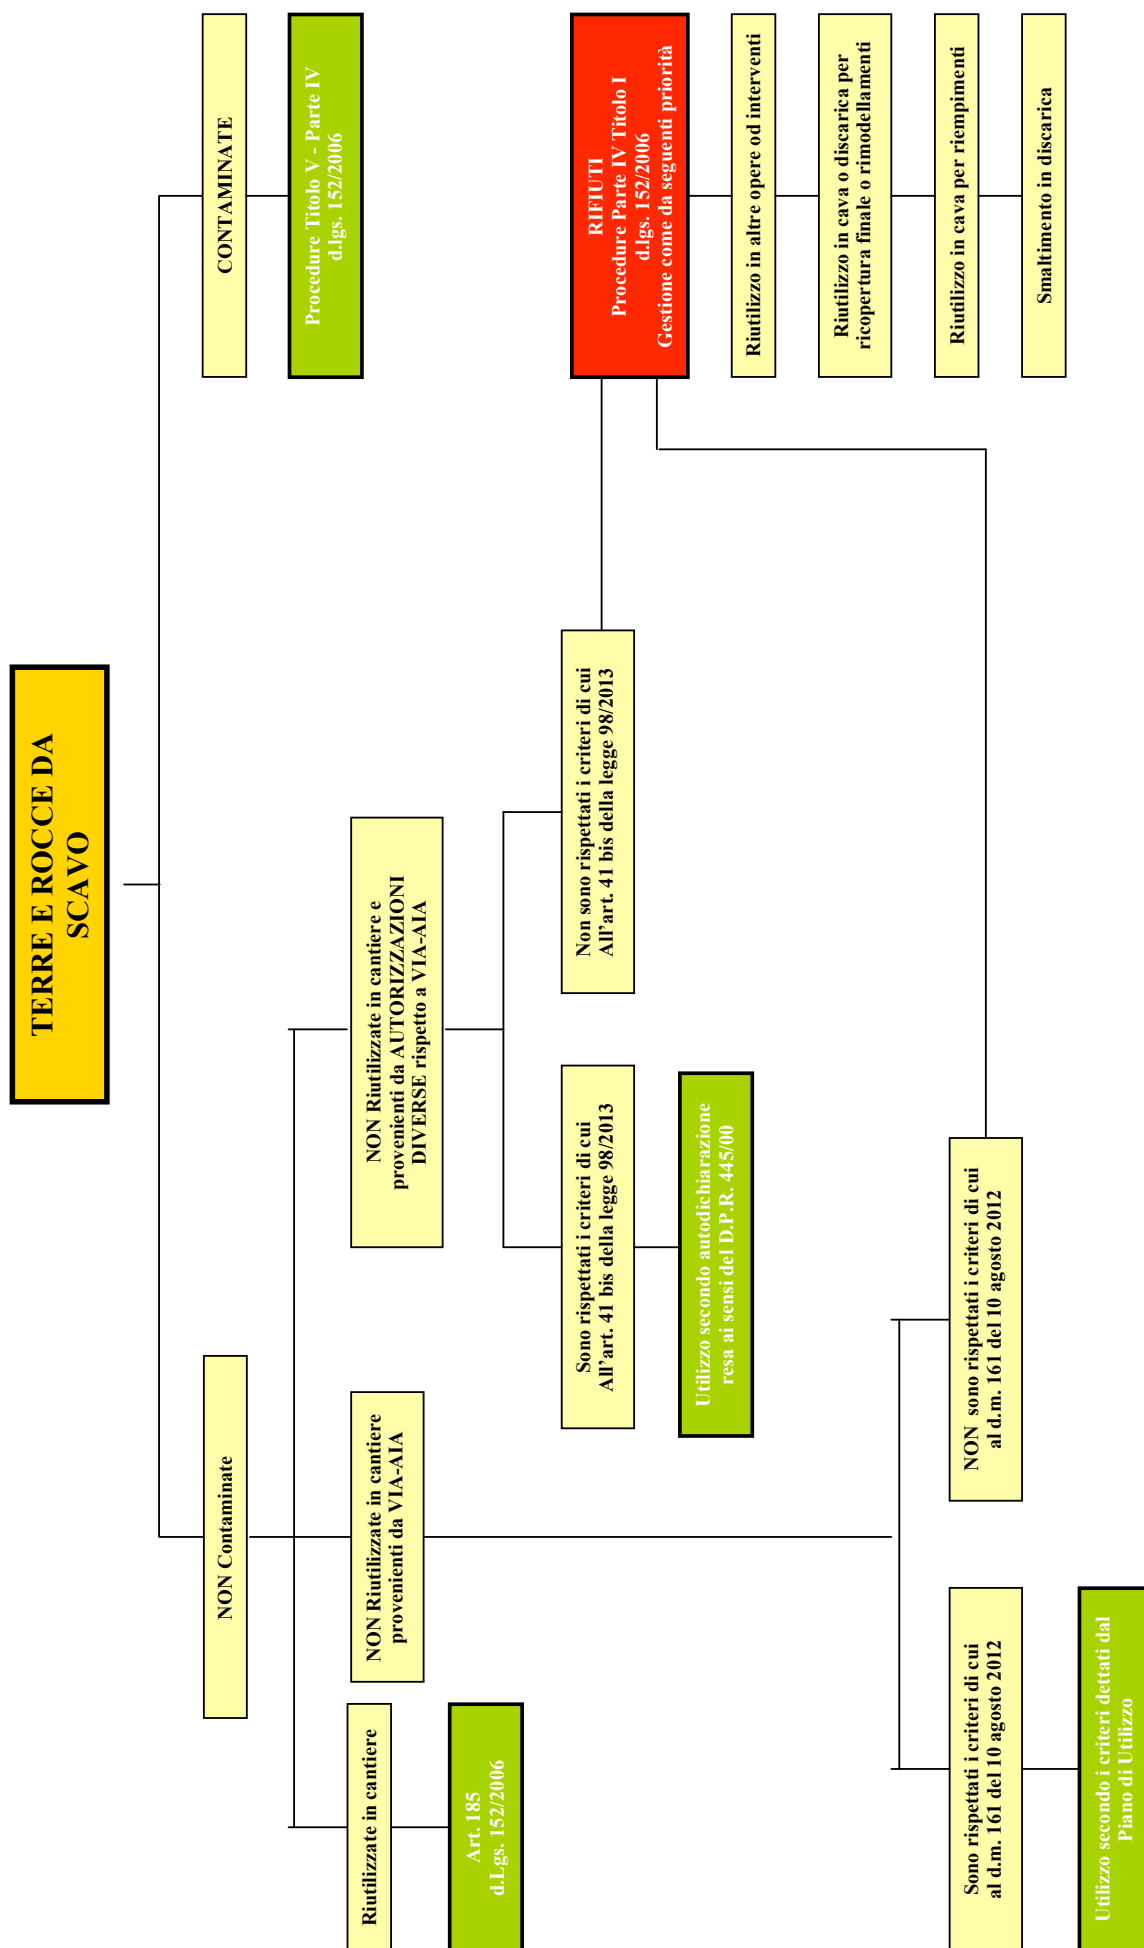 TERRE E ROCCE DA
SCAVO
NON Contaminate
CONTAMINATE
Procedure Titolo V - Parte IV
d.lgs. 152/2006
Riutilizzate in cantiere
Art. 185
d.Lgs. 152/2006
NON Riutilizzate in cantiere
provenienti da VIA-AIA
NON Riutilizzate in cantiere e
provenienti da AUTORIZZAZIONI
DIVERSE rispetto a VIA-AIA
Sono rispettati i criteri di cui
All'art. 41 bis della legge 98/2013
Utilizzo secondo autodichiarazione
resa ai sensi del D.P.R. 445/00
Non sono rispettati i criteri di cui
All'art. 41 bis della legge 98/2013
RIFIUTI
Procedure Parte IV Titolo I
d.lgs. 152/2006
Gestione come da seguenti priorità
Riutilizzo in altre opere od interventi
Riutilizzo in cava o discarica per
ricopertura finale o rimodellamenti
Riutilizzo in cava per riempimenti
Smaltimento in discarica
Sono rispettati i criteri di cui
al d.m. 161 del 10 agosto 2012
Utilizzo secondo i criteri dettati dal
Piano di Utilizzo
NON sono rispettati i criteri di cui
al d.m. 161 del 10 agosto 2012